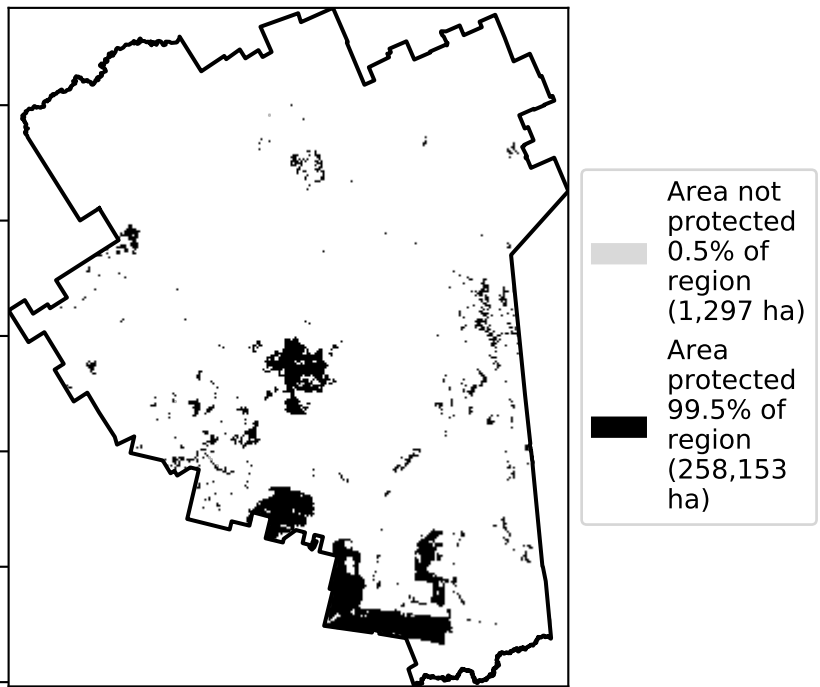 Area not
protected
0.5% of
region
(1,297 ha)
Area
protected
99.5% of
region
(258,153
ha)